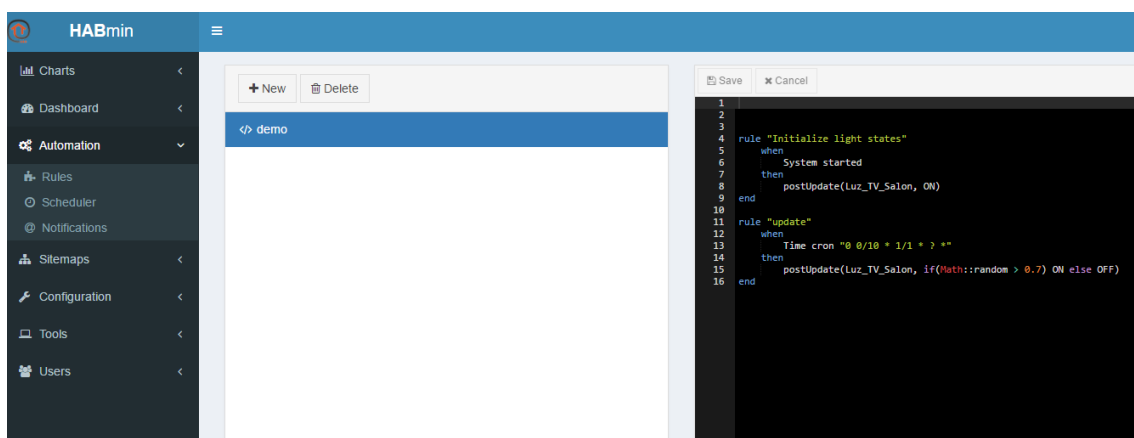 HABmin
Charts
Dashboard
Automation
Rules
Scheduler
Notifications
Sitemaps
Configuration
Tools
Users
New Delete
</> demo
Save Cancel
1
2
3
4 rule "Initialize light states"
5 when
6 System started
7 then
8 postUpdate(Luz_TV_Salon, ON)
9 end
10
11 rule "update"
12 when
13 Time cron "0 0/10 * 1/1 * ? *"
14 then
15 postUpdate(Luz_TV_Salon, if(Math::random > 0.7) ON else OFF)
16 end